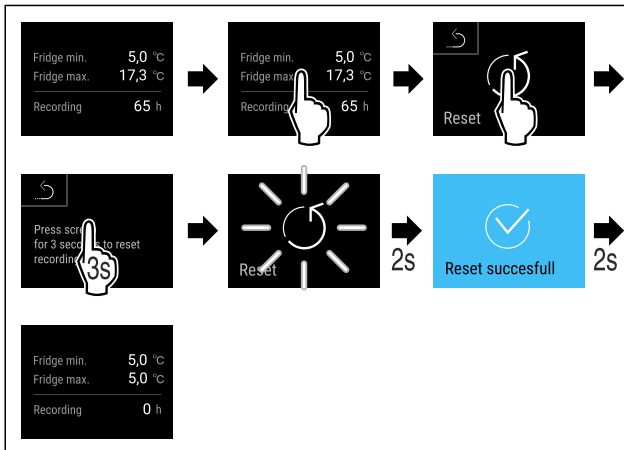 Fridge min. 5,0 °C
Fridge max. 17,3 °C
Recording 65 h
Fridge min. 5,0 °C
Fridge max 17,3 °C
Recording 65 h
Reset
Press scre
for 3 seco s to reset
recordin
3s
Reset
2s
Reset succesfull
2s
Fridge min. 5,0 °C
Fridge max. 5,0 °C
Recording 0 h